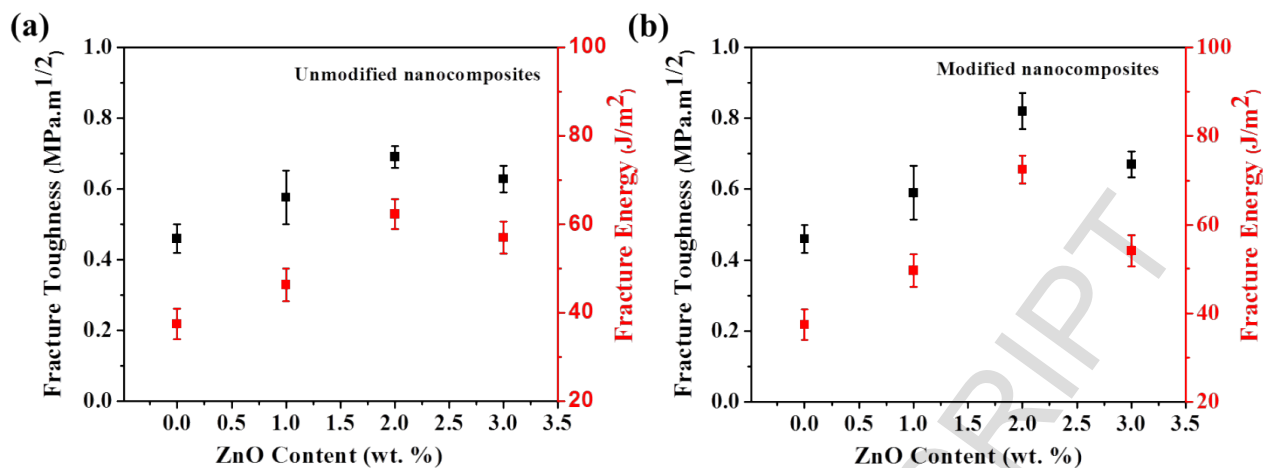 (a)
Unmodified nanocomposites
Fracture Toughness (MPa.m1/2)
1.0
0.8
0.6
0.4
0.2
0.0
0.0 0.5 1.0 1.5 2.0 2.5 3.0 3.5
ZnO Content (wt. %)
100
80
60
40
20
Fracture Energy (J/m2)
(b)
Modified nanocomposites
Fracture Toughness (MPa.m1/2)
1.0
0.8
0.6
0.4
0.2
0.0
0.0 0.5 1.0 1.5 2.0 2.5 3.0 3.5
ZnO Content (wt. %)
100
80
60
40
20
Fracture Energy (J/m2)
RIPT